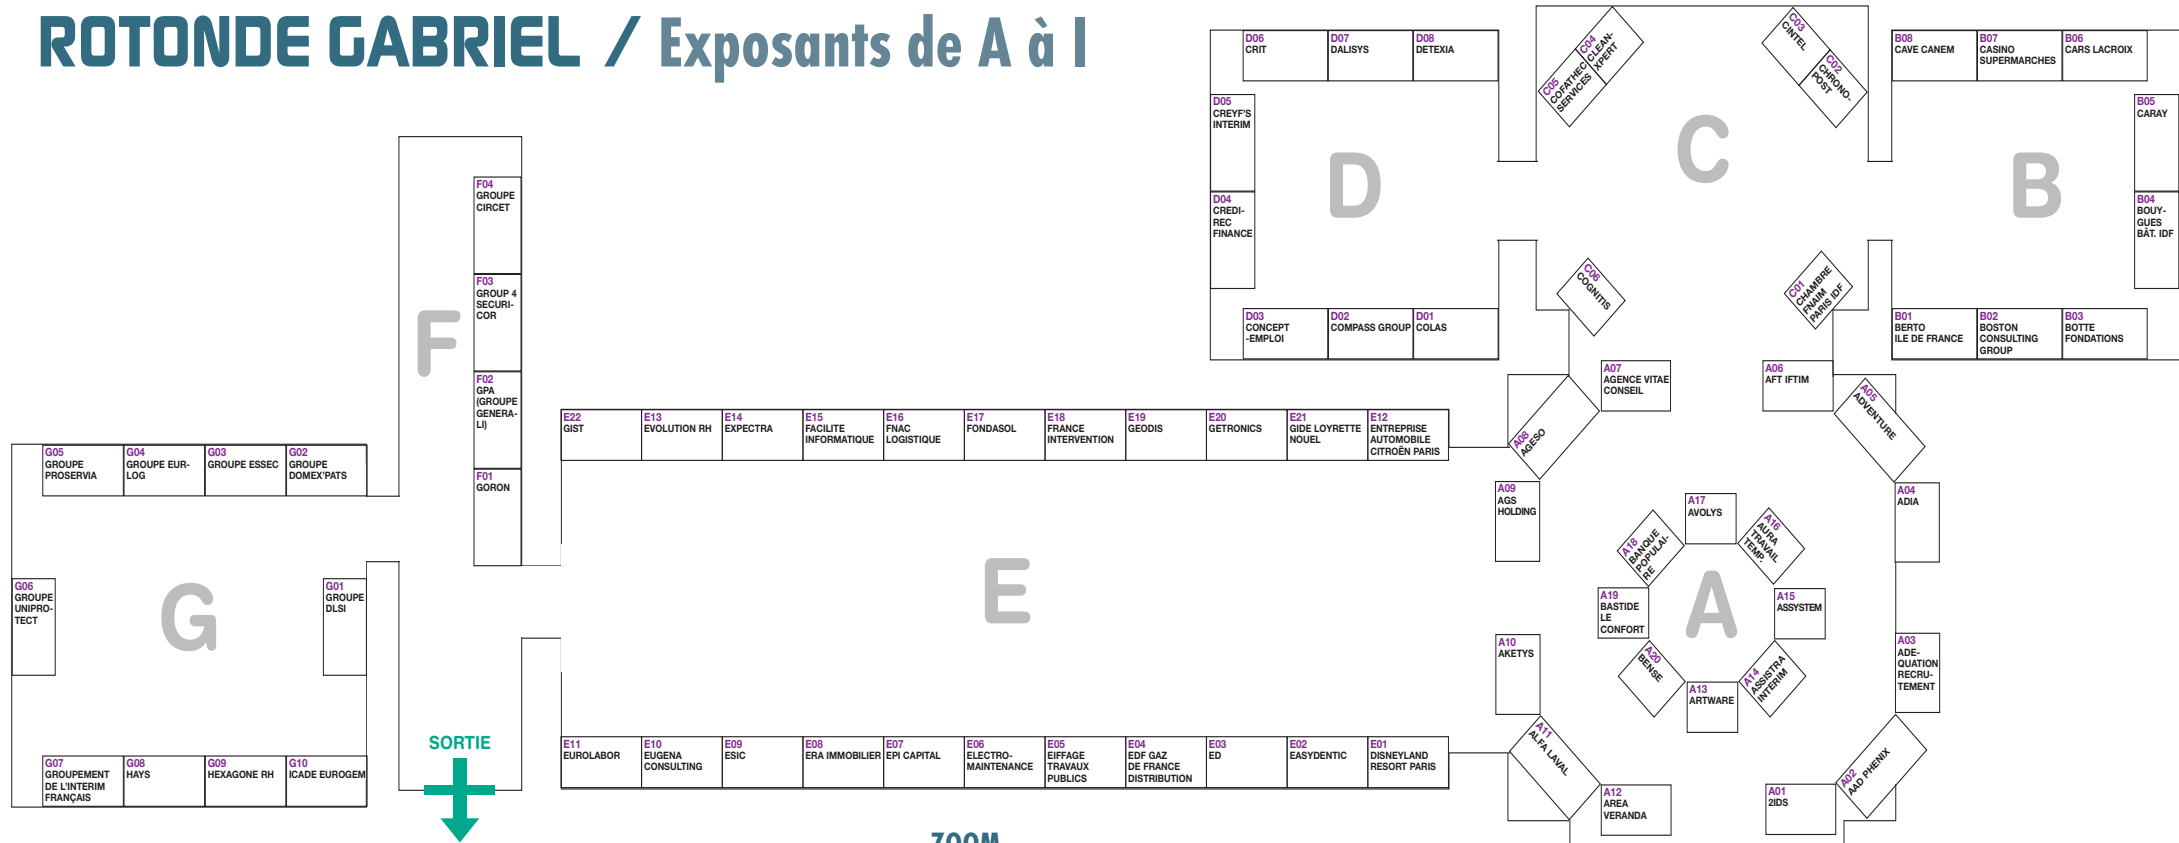 ROTONDE GABRIEL / Exposants de A à I
D06
CRIT
D07
DALISYS
D08
DETEXIA
D05
CREYF'S
INTERIM
D04
CREDI-
REC
FINANCE
D
D03
CONCEPT
-EMPLOI
D02
COMPASS GROUP
D01
COLAS
C05
COFATHEC
SERVICES
C04
CLEAN-
XPERT
C03
CINTEL
C02
CHRONO-
POST
C
C06
COGNITIS
C01
CHAMBRE
FNAIM
PARIS IDF
B08
CAVE CANEM
B07
CASINO
SUPERMARCHES
B06
CARS LACROIX
B05
CARAY
B04
BOUY-
GUES
BÂT. IDF
B
B01
BERTO
ILE DE FRANCE
B02
BOSTON
CONSULTING
GROUP
B03
BOTTE
FONDATIONS
F04
GROUPE
CIRCET
F03
GROUP 4
SECURI-
COR
F
F02
GPA
(GROUPE
GENERA-
LI)
F01
GORON
G05
GROUPE
PROSERVIA
G04
GROUPE EUR-
LOG
G03
GROUPE ESSEC
G02
GROUPE
DOMEX'PATS
G06
GROUPE
UNIPRO-
TECT
G
G01
GROUPE
DLSI
G07
GROUPEMENT
DE L'INTERIM
FRANÇAIS
G08
HAYS
G09
HEXAGONE RH
G10
ICADE EUROGEM
SORTIE
E22
GIST
E13
EVOLUTION RH
E14
EXPECTRA
E15
FACILITE
INFORMATIQUE
E16
FNAC
LOGISTIQUE
E17
FONDASOL
E18
FRANCE
INTERVENTION
E19
GEODIS
E20
GETRONICS
E21
GIDE LOYRETTE
NOUEL
E12
ENTREPRISE
AUTOMOBILE
CITROËN PARIS
E
E11
EUROLABOR
E10
EUGENA
CONSULTING
E09
ESIC
E08
ERA IMMOBILIER
E07
EPI CAPITAL
E06
ELECTRO-
MAINTENANCE
E05
EIFFAGE
TRAVAUX
PUBLICS
E04
EDF GAZ
DE FRANCE
DISTRIBUTION
E03
ED
E02
EASYDENTIC
E01
DISNEYLAND
RESORT PARIS
A07
AGENCE VITAE
CONSEIL
A06
AFT IFTIM
A08
AGESO
A05
ADVENTURE
A09
AGS
HOLDING
A04
ADIA
A17
AVOLYS
A18
BANQUE
POPULAI-
RE
A16
AURA
TRAVAIL
TEMP.
A19
BASTIDE
LE
CONFORT
A
A15
ASSYSTEM
A20
BENSE
A14
ASSISTRA
INTERIM
A13
ARTWARE
A10
AKETYS
A03
ADE-
QUATION
RECRU-
TEMENT
A11
ALFA LAVAL
A02
AAD PHENIX
A12
AREA
VERANDA
A01
2IDS
ZOOM